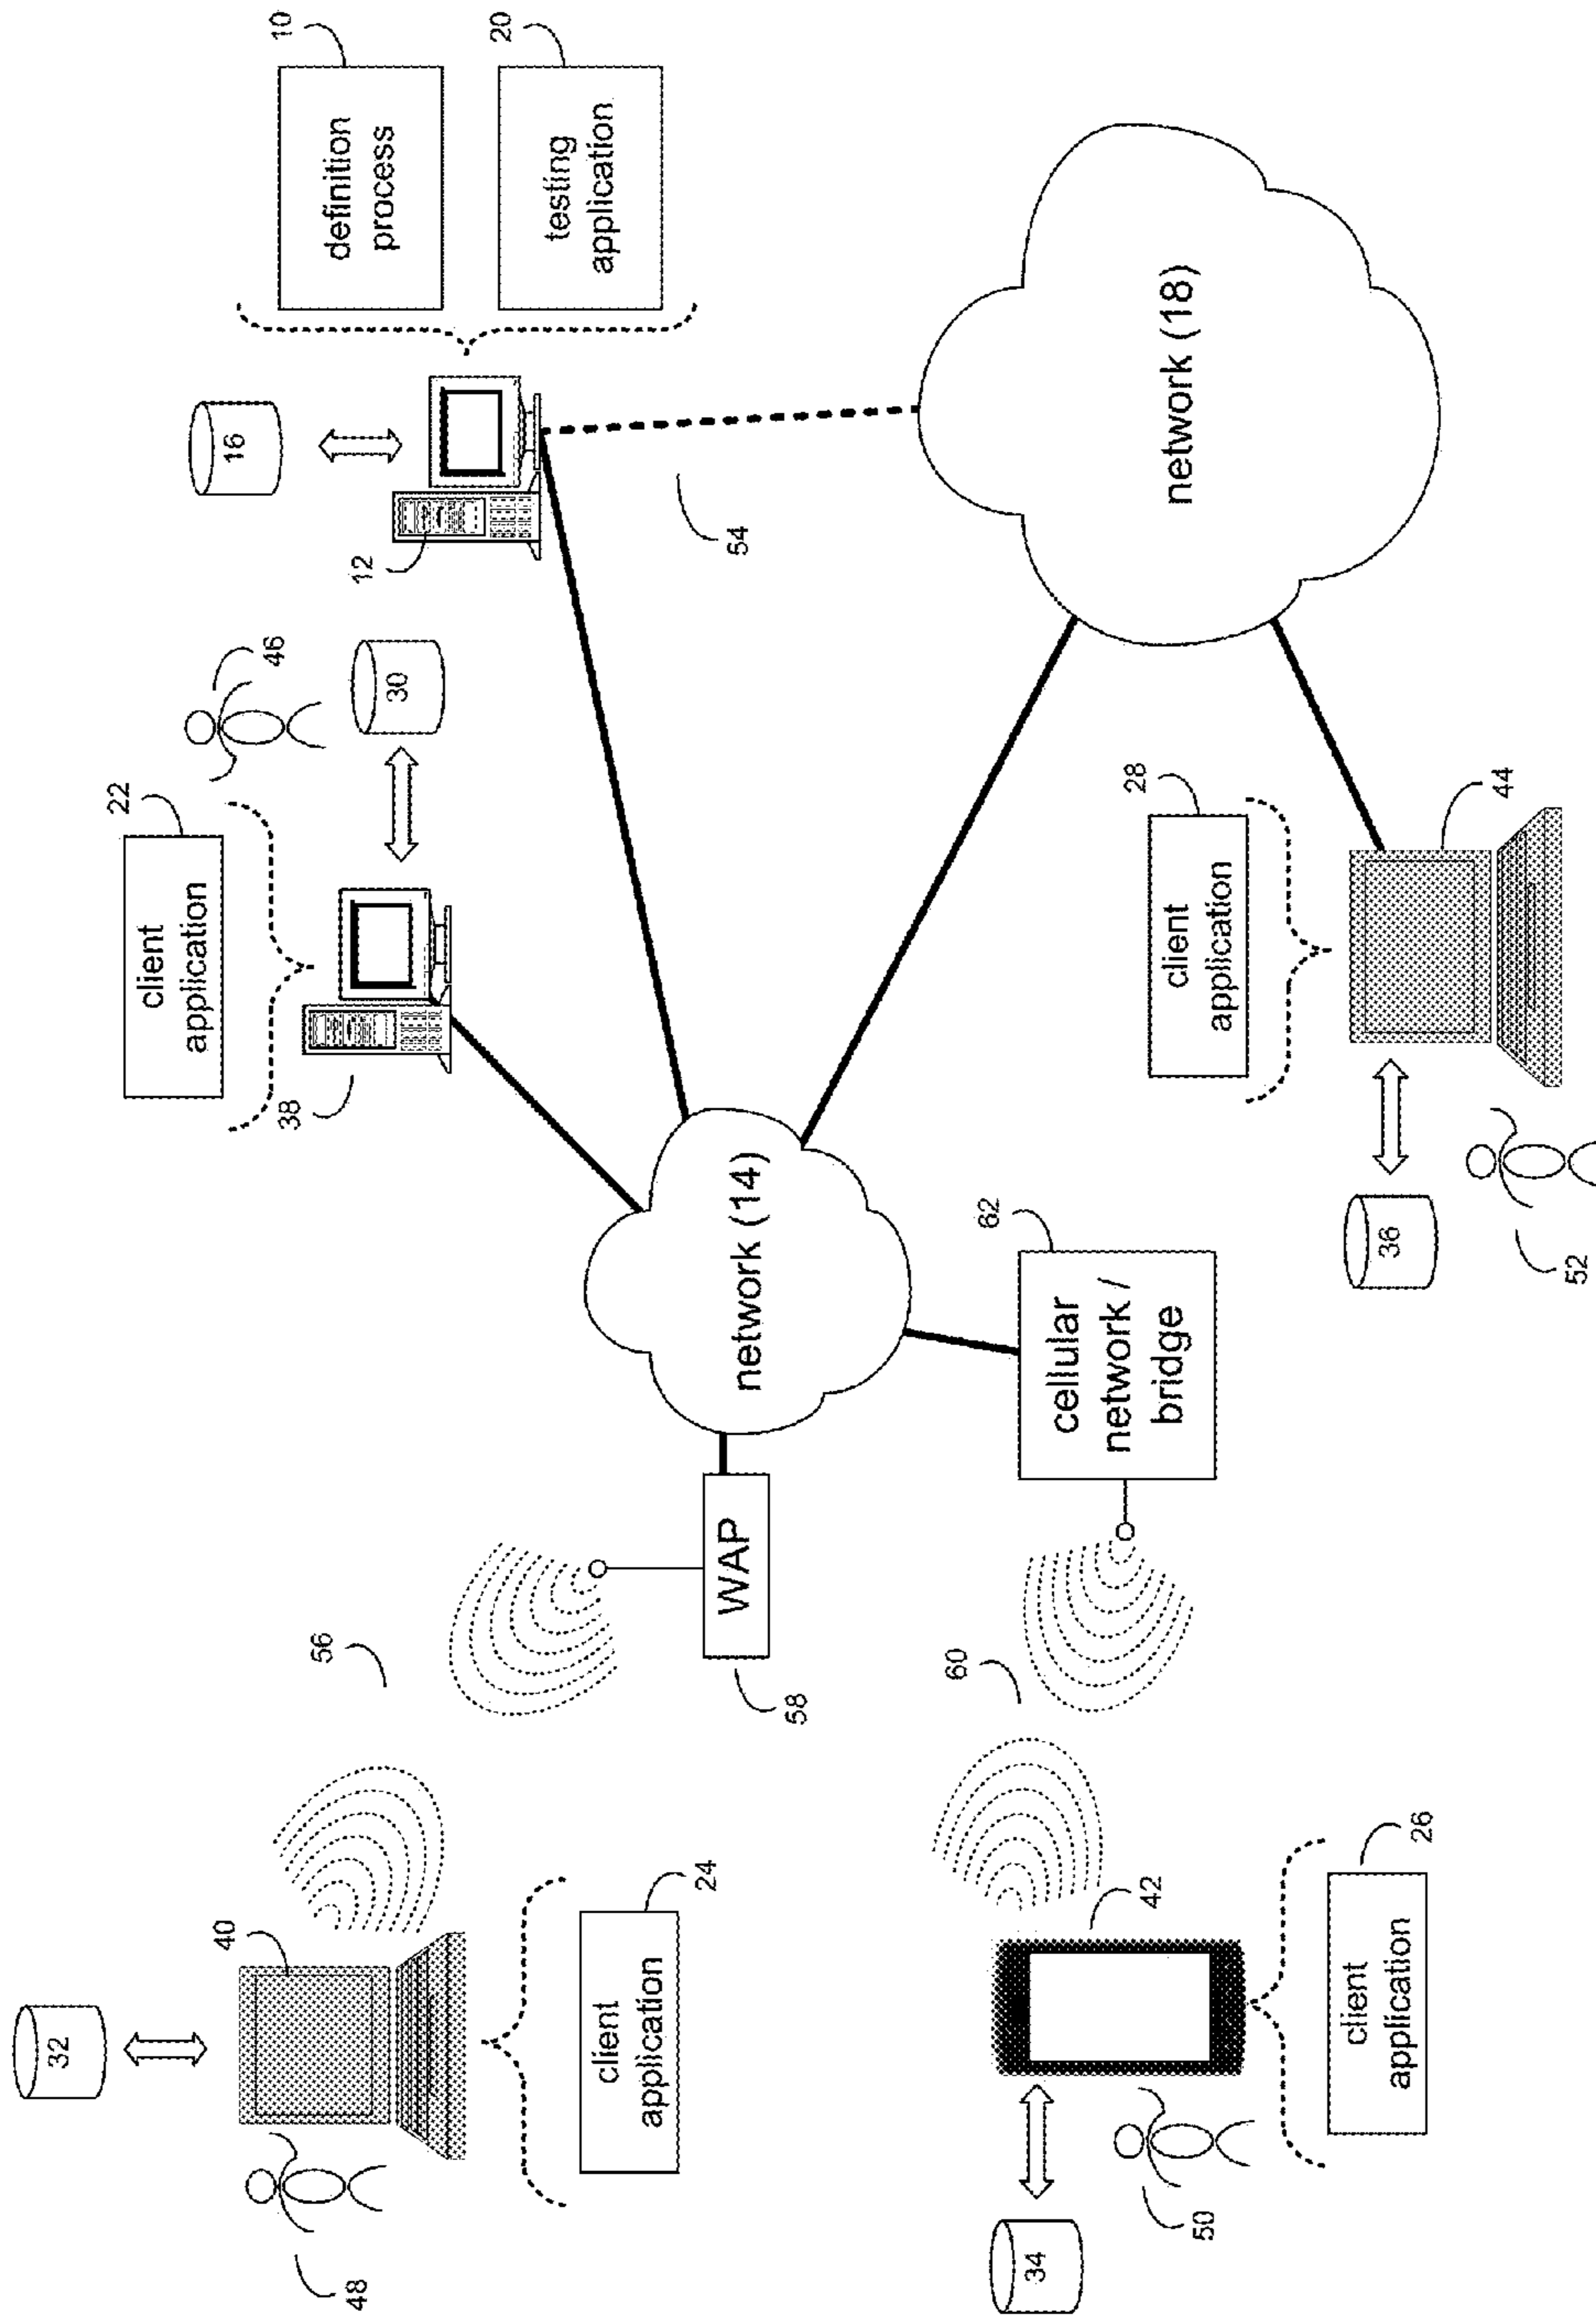 32
48
40
client
application
24
client
application
22
38
46
30
16
12
definition
process
10
testing
application
20
56
WAP
58
network (14)
54
34
50
42
60
cellular
network /
bridge
62
client
application
26
network (18)
client
application
28
36
44
52